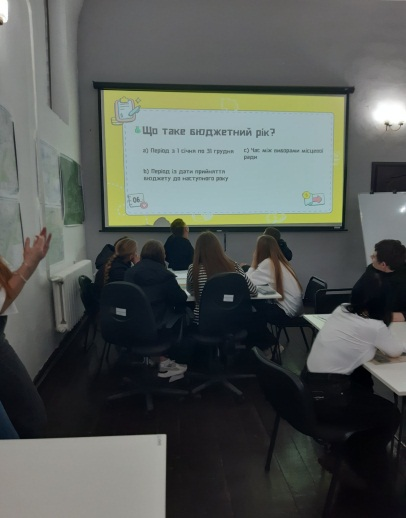 Що таке бюджетний рік?
а) Період з 1 січня по 31 грудня
с) Час між виборами місцевої
ради
b) Період із дати прийняття
бюджету до наступного року
06